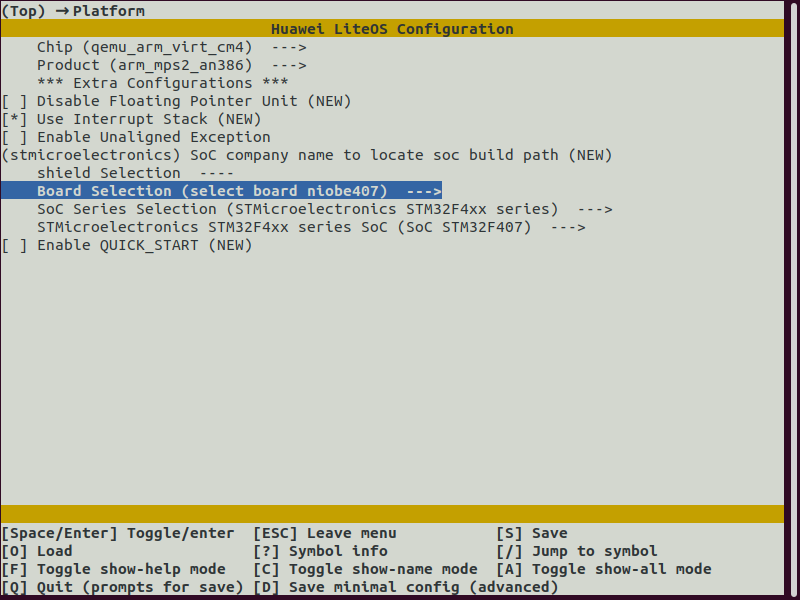 (Top) → Platform
Huawei LiteOS Configuration
Chip (qemu_arm_virt_cm4)  --->
Product (arm_mps2_an386)  --->
*** Extra Configurations ***
[ ] Disable Floating Pointer Unit (NEW)
[*] Use Interrupt Stack (NEW)
[ ] Enable Unaligned Exception
(stmicroelectronics) SoC company name to locate soc build path (NEW)
shield Selection  ----
Board Selection (select board niobe407)  --->
SoC Series Selection (STMicroelectronics STM32F4xx series)  --->
STMicroelectronics STM32F4xx series SoC (SoC STM32F407)  --->
[ ] Enable QUICK_START (NEW)
[Space/Enter] Toggle/enter  [ESC] Leave menu  [S] Save
[O] Load  [?] Symbol info  [/] Jump to symbol
[F] Toggle show-help mode  [C] Toggle show-name mode  [A] Toggle show-all mode
[Q] Quit (prompts for save)  [D] Save minimal config (advanced)